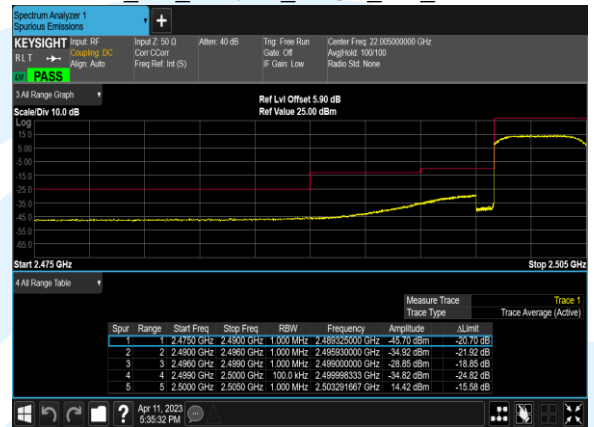 Spectrum Analyzer 1
Spurious Emissions
KEYSIGHT Input: RF Input Z: 50 Ω Atten: 40 dB Trig: Free Run Center Freq: 22.005000000 GHz
Coupling: DC Corr CCorr Gate: Off Avg|Hold: 100/100
RLT Align: Auto Freq Ref: Int (S) IF Gain: Low Radio Std: None
LV PASS
3 All Range Graph
Ref Lvl Offset 5.90 dB
Scale/Div 10.0 dB Ref Value 25.00 dBm
Log
15.0
5.00
-5.00
-15.0
-25.0
-35.0
-45.0
-55.0
-65.0
Start 2.475 GHz Stop 2.505 GHz
4 All Range Table
Measure Trace Trace 1
Trace Type Trace Average (Active)
Spur Range Start Freq Stop Freq RBW Frequency Amplitude ΔLimit
1 1 2.4750 GHz 2.4900 GHz 1.000 MHz 2.489325000 GHz -45.70 dBm -20.70 dB
2 2 2.4900 GHz 2.4960 GHz 1.000 MHz 2.495930000 GHz -34.92 dBm -21.92 dB
3 3 2.4960 GHz 2.4990 GHz 1.000 MHz 2.499000000 GHz -28.85 dBm -18.85 dB
4 4 2.4990 GHz 2.5000 GHz 100.0 kHz 2.499998333 GHz -34.82 dBm -24.82 dB
5 5 2.5000 GHz 2.5050 GHz 1.000 MHz 2.503291667 GHz 14.42 dBm -15.58 dB
Apr 11, 2023
5:35:32 PM